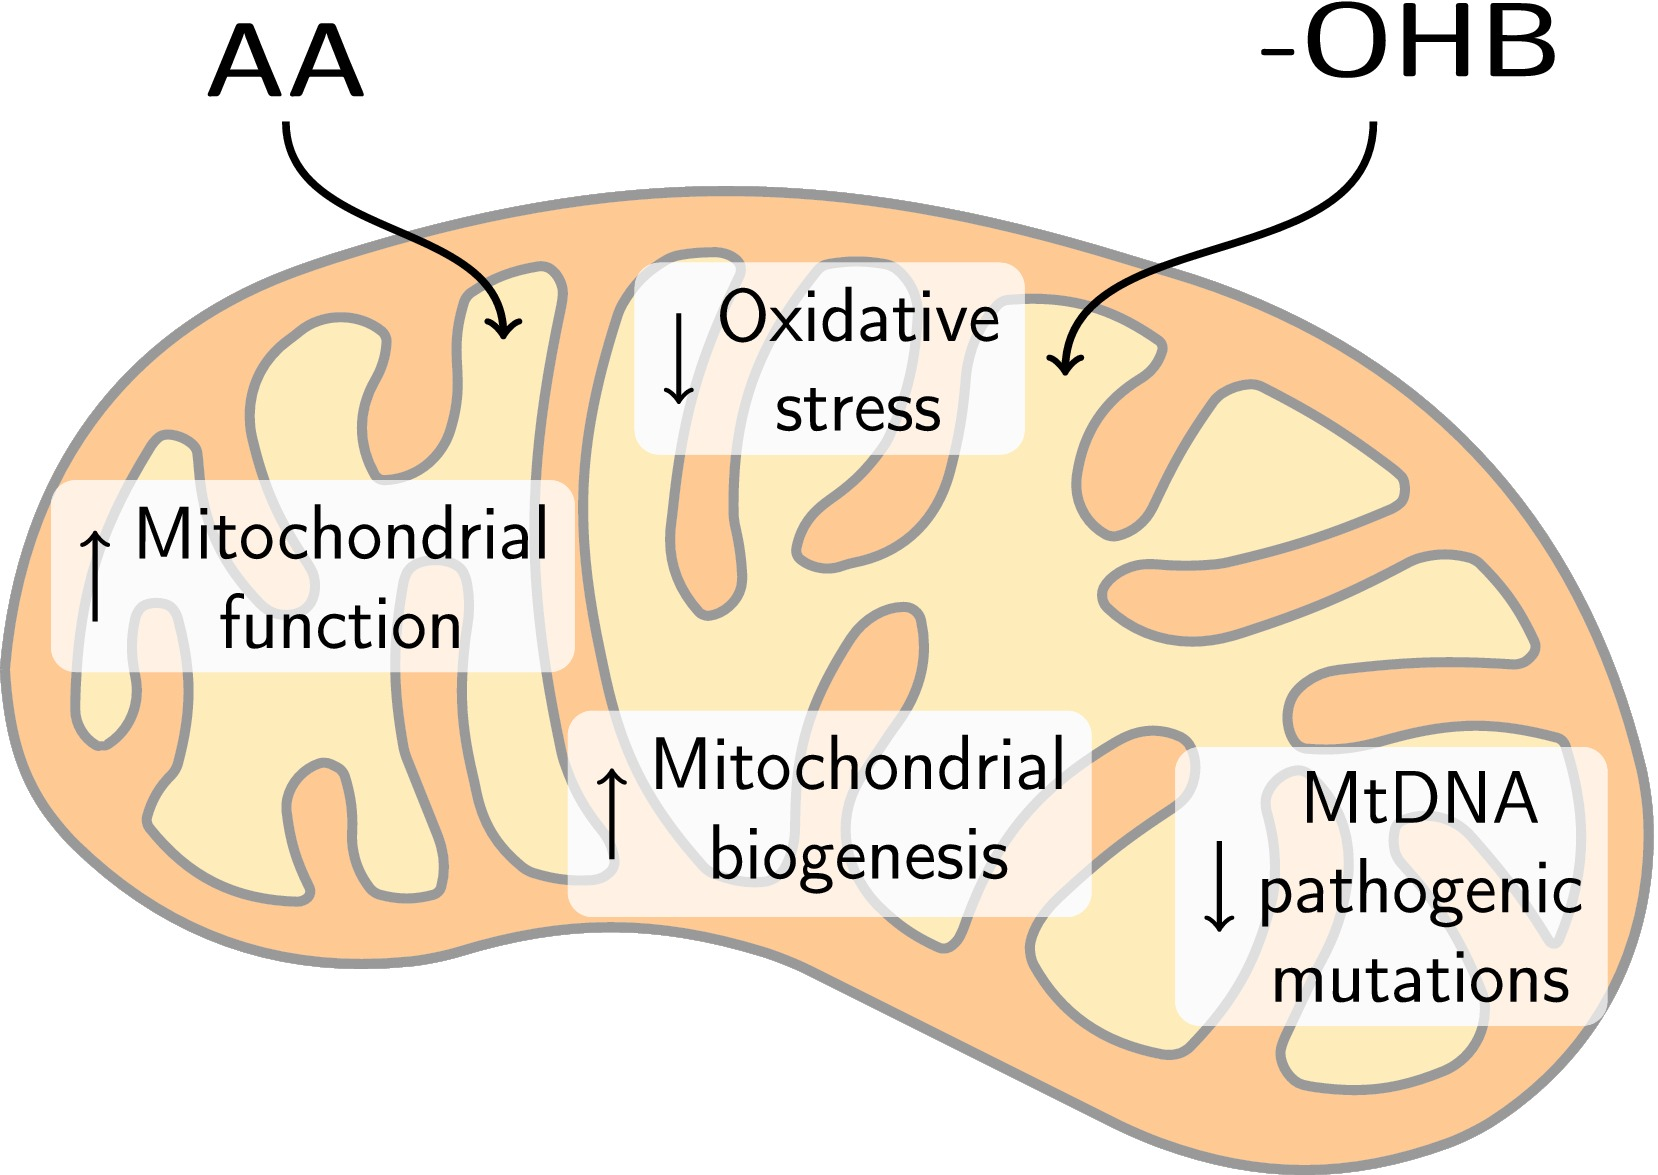 AA
-OHB
↓ Oxidative
stress
↑ Mitochondrial
function
↑ Mitochondrial
biogenesis
MtDNA
↓ pathogenic
mutations